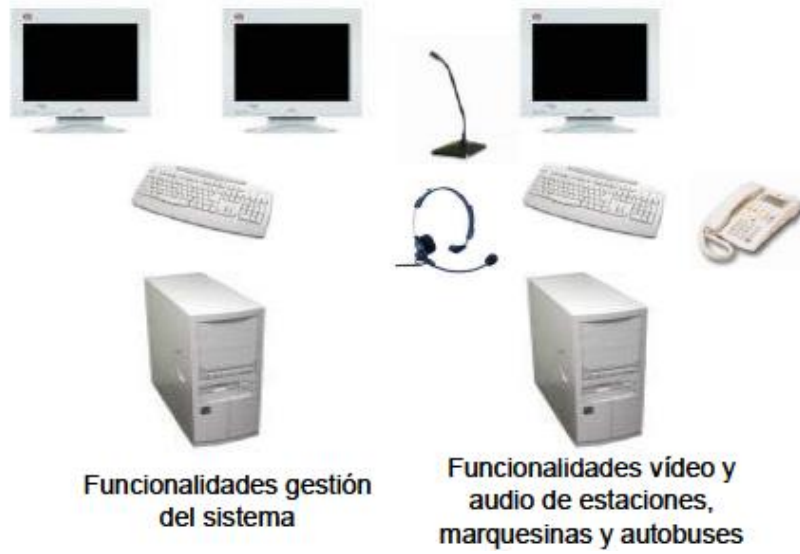 Funcionalidades gestión
del sistema
Funcionalidades vídeo y
audio de estaciones,
marquesinas y autobuses